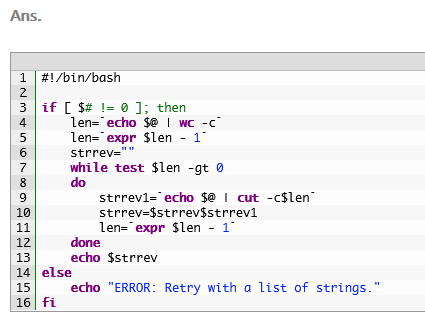 Ans.
1 #!/bin/bash
2
3 if [ $# != 0 ]; then
4 len=`echo $@ | wc -c`
5 len=`expr $len - 1`
6 strrev=""
7 while test $len -gt 0
8 do
9 strrev1=`echo $@ | cut -c$len`
10 strrev=$strrev$strrev1
11 len=`expr $len - 1`
12 done
13 echo $strrev
14 else
15 echo "ERROR: Retry with a list of strings."
16 fi